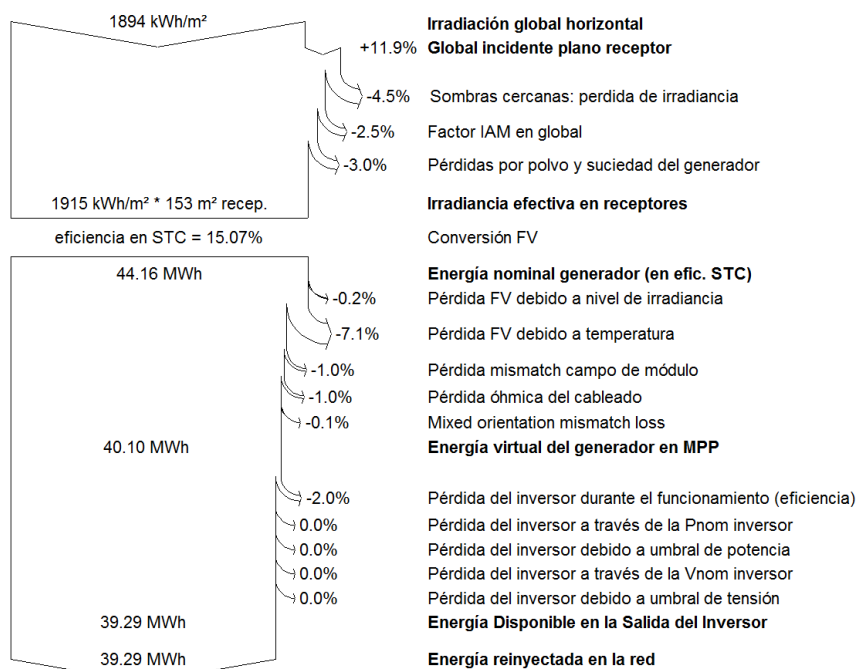 1894 kWh/m² Irradiación global horizontal
+11.9% Global incidente plano receptor
-4.5% Sombras cercanas: perdida de irradiancia
-2.5% Factor IAM en global
-3.0% Pérdidas por polvo y suciedad del generador
1915 kWh/m² * 153 m² recep. Irradiancia efectiva en receptores
eficiencia en STC = 15.07% Conversión FV
44.16 MWh Energía nominal generador (en efic. STC)
-0.2% Pérdida FV debido a nivel de irradiancia
-7.1% Pérdida FV debido a temperatura
-1.0% Pérdida mismatch campo de módulo
-1.0% Pérdida óhmica del cableado
-0.1% Mixed orientation mismatch loss
40.10 MWh Energía virtual del generador en MPP
-2.0% Pérdida del inversor durante el funcionamiento (eficiencia)
0.0% Pérdida del inversor a través de la Pnom inversor
0.0% Pérdida del inversor debido a umbral de potencia
0.0% Pérdida del inversor a través de la Vnom inversor
0.0% Pérdida del inversor debido a umbral de tensión
39.29 MWh Energía Disponible en la Salida del Inversor
39.29 MWh Energía reinyectada en la red